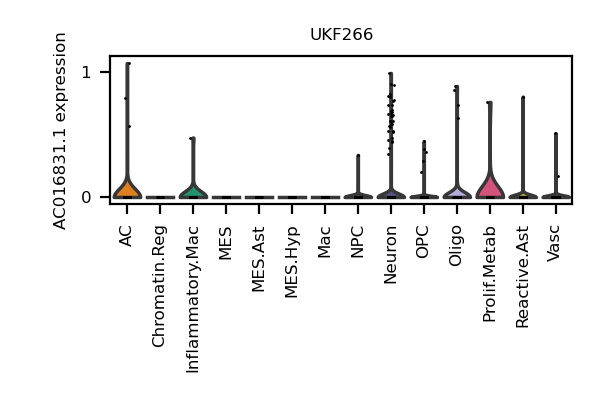 UKF266
AC016831.1 expression
1
0
AC
Chromatin.Reg
Inflammatory.Mac
MES
MES.Ast
MES.Hyp
Mac
NPC
Neuron
OPC
Oligo
Prolif.Metab
Reactive.Ast
Vasc